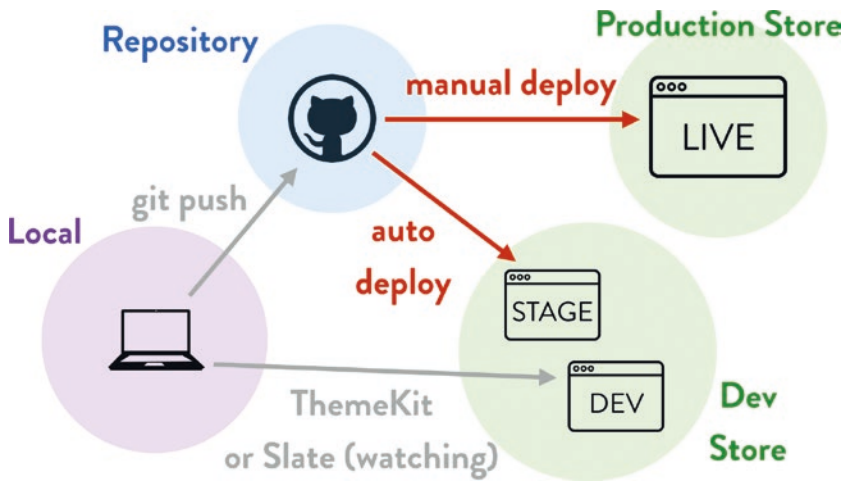 Production Store
Repository
manual deploy
LIVE
git push
Local
auto
deploy
STAGE
DEV
ThemeKit
or Slate (watching)
Dev
Store